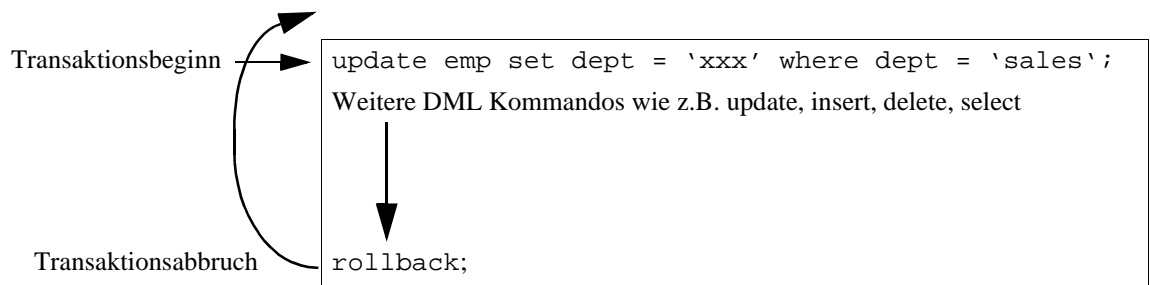 Transaktionsbeginn
update emp set dept = ‘xxx’ where dept = ‘sales‘;
Weitere DML Kommandos wie z.B. update, insert, delete, select
Transaktionsabbruch
rollback;